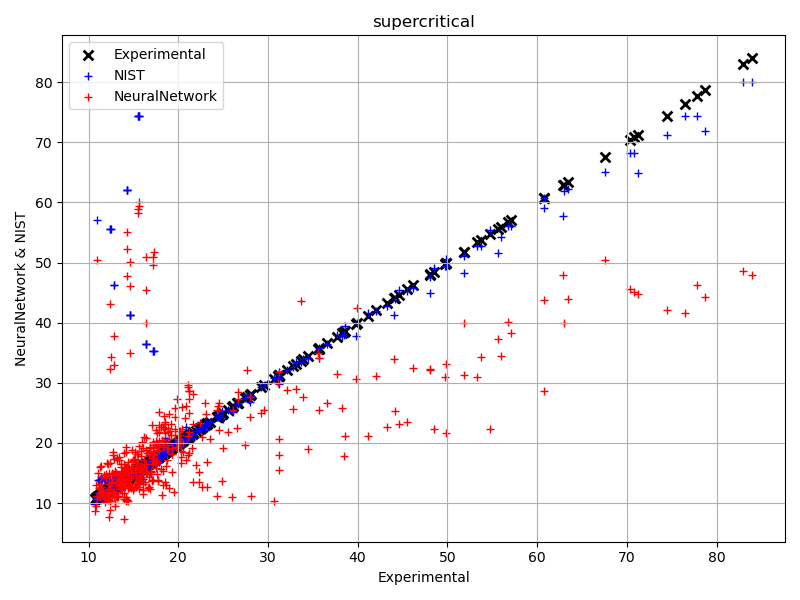 supercritical
Experimental
NIST
NeuralNetwork
80
70
60
50
40
30
20
10
NeuralNetwork & NIST
10 20 30 40 50 60 70 80
Experimental